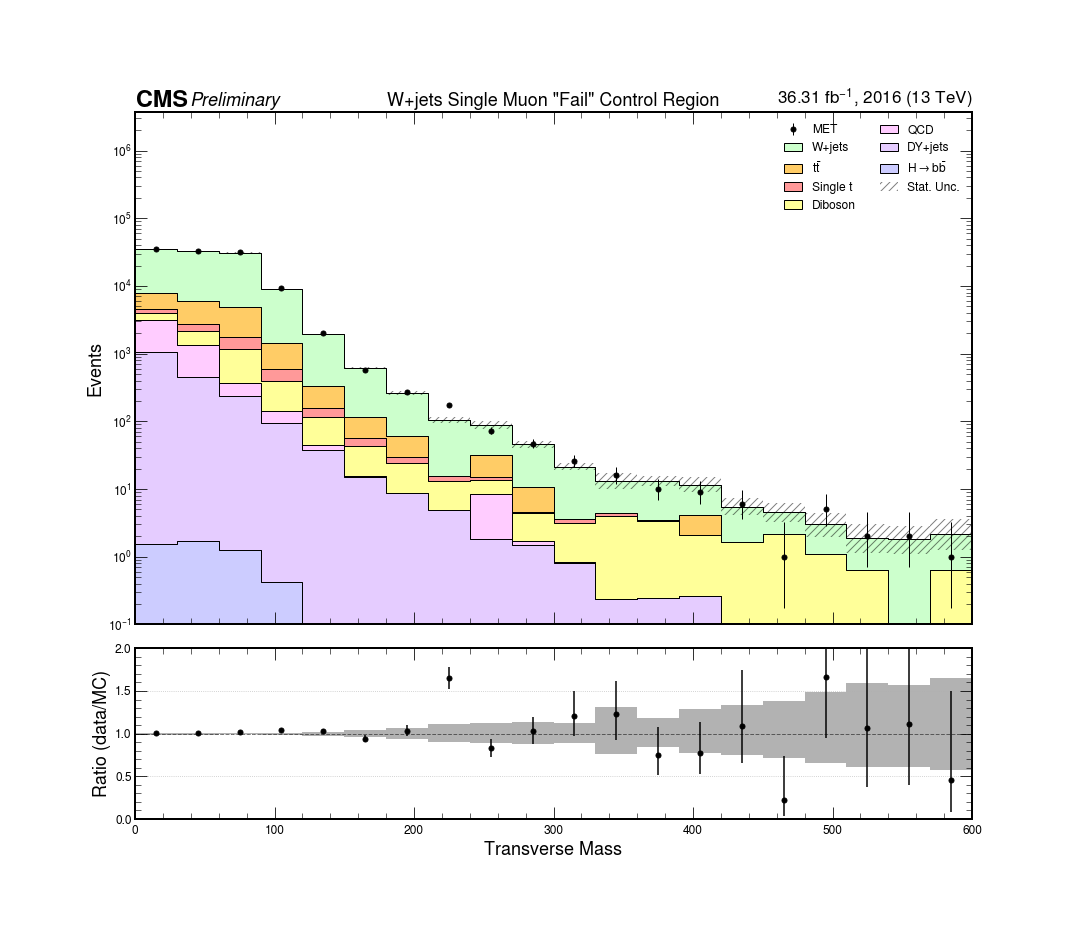 CMS Preliminary W+jets Single Muon "Fail" Control Region 36.31 fb⁻¹, 2016 (13 TeV)
MET QCD
W+jets DY+jets
tt̄ H→bb̄
Single t Stat. Unc.
Diboson
Events
10⁶
10⁵
10⁴
10³
10²
10¹
10⁰
10⁻¹
Ratio (data/MC)
2.0
1.5
1.0
0.5
0.0
0 100 200 300 400 500 600
Transverse Mass